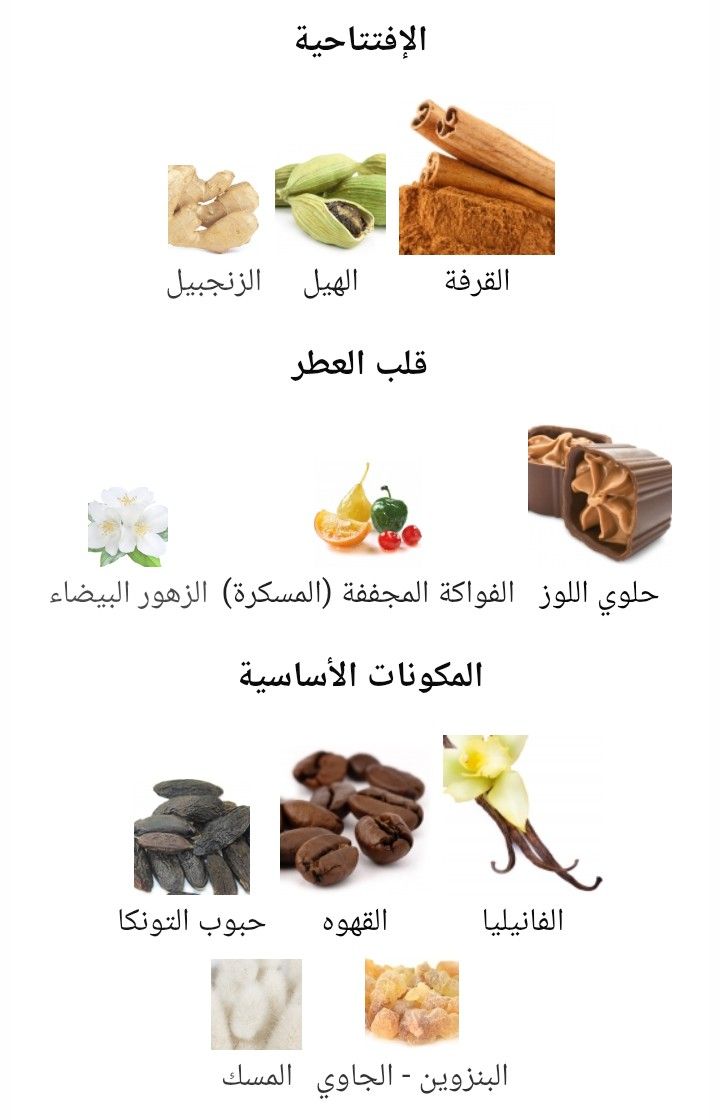 الإفتتاحية
القرفة الهيل الزنجبيل
قلب العطر
حلوي اللوز الفواكة المجففة (المسكرة) الزهور البيضاء
المكونات الأساسية
الفانيليا القهوه حبوب التونكا
البنزوين - الجاوي المسك